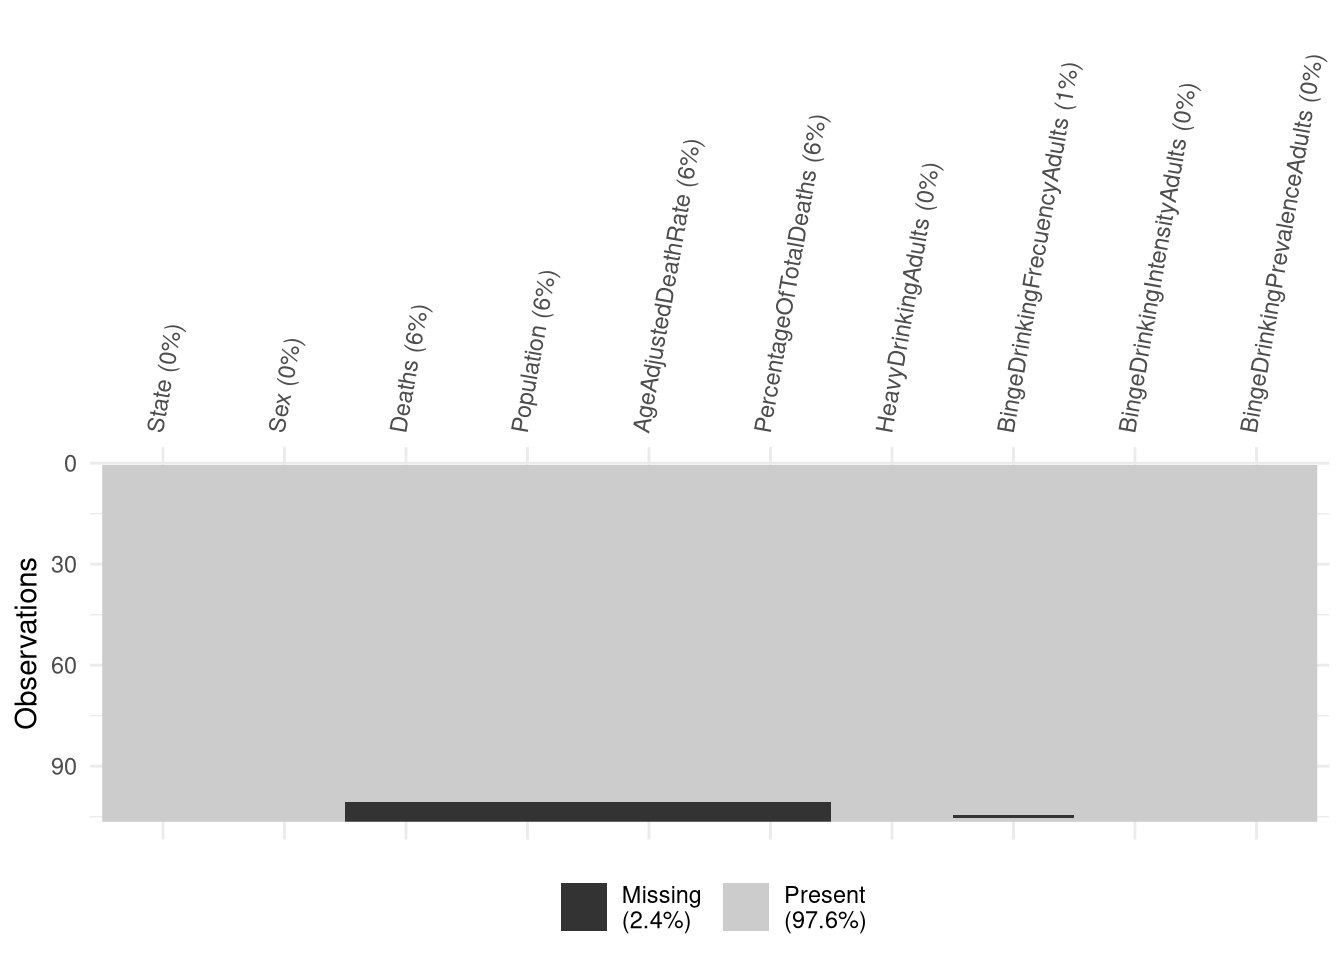 State (0%)
Sex (0%)
Deaths (6%)
Population (6%)
AgeAdjustedDeathRate (6%)
PercentageOfTotalDeaths (6%)
HeavyDrinkingAdults (0%)
BingeDrinkingFrecuencyAdults (1%)
BingeDrinkingIntensityAdults (0%)
BingeDrinkingPrevalenceAdults (0%)
0
30
60
90
Observations
Missing
(2.4%)
Present
(97.6%)